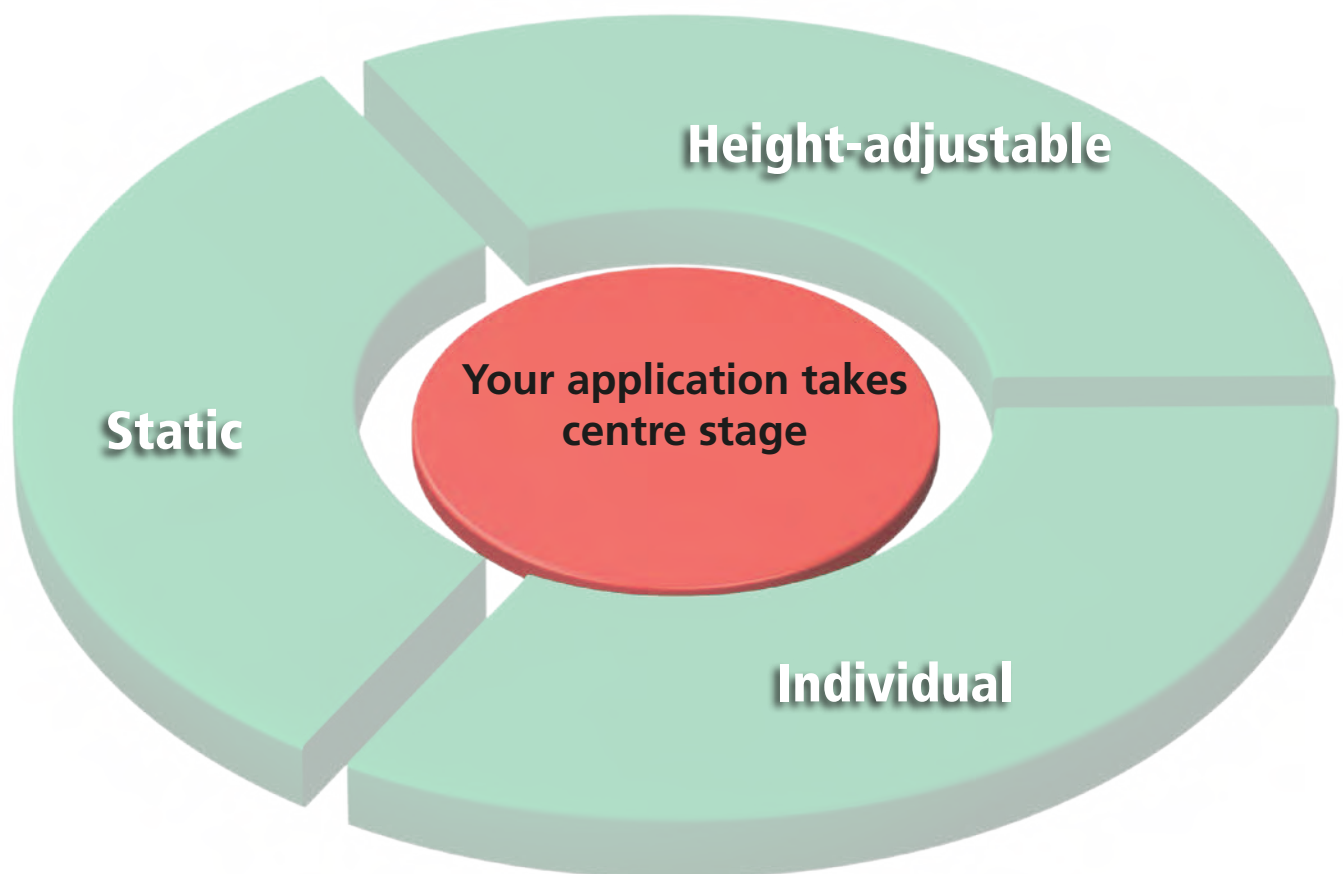 Height-adjustable
Your application takes
centre stage
Static
Individual